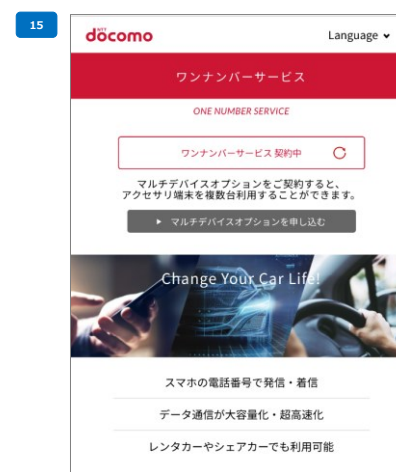 15
NTT
döcomo
Language
ワンナンバーサービス
ONE NUMBER SERVICE
ワンナンバーサービス 契約中
マルチデバイスオプションをご契約すると、
アクセサリ端末を複数台利用することができます。
マルチデバイスオプションを申し込む
Change Your Car Life!
スマホの電話番号で発信・着信
データ通信が大容量化・超高速化
レンタカーやシェアカーでも利用可能